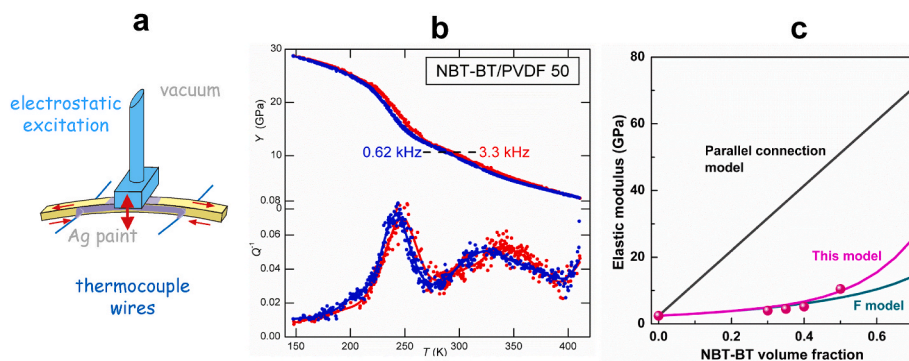 a
electrostatic
excitation
vacuum
Ag paint
thermocouple
wires
b
NBT-BT/PVDF 50
30
20
10
0
Y (GPa)
0.62 kHz
3.3 kHz
0.08
0.06
0.04
0.02
0.00
Q⁻¹
150 200 250 300 350 400
T (K)
c
80
60
40
20
0
Elastic modulus (GPa)
Parallel connection
model
This model
F model
0.0 0.2 0.4 0.6
NBT-BT volume fraction